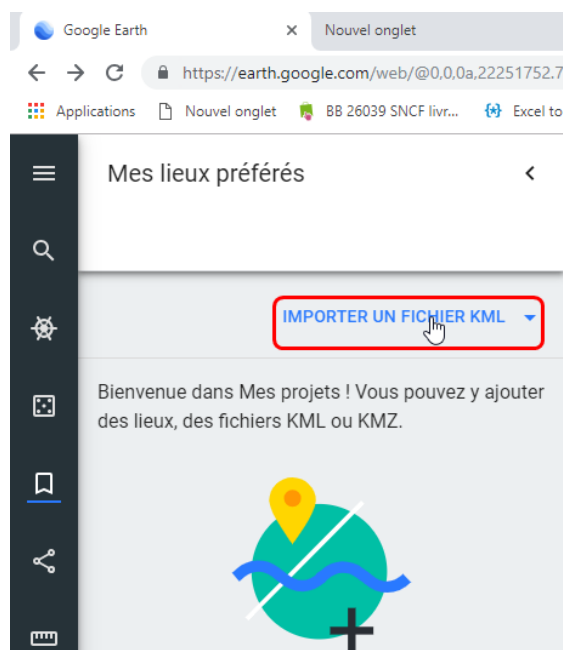 Google Earth
Nouvel onglet
https://earth.google.com/web/@0,0,0a,22251752.7
Applications
Nouvel onglet
BB 26039 SNCF livr...
Excel to
Mes lieux préférés
IMPORTER UN FICHIER KML
Bienvenue dans Mes projets ! Vous pouvez y ajouter
des lieux, des fichiers KML ou KMZ.